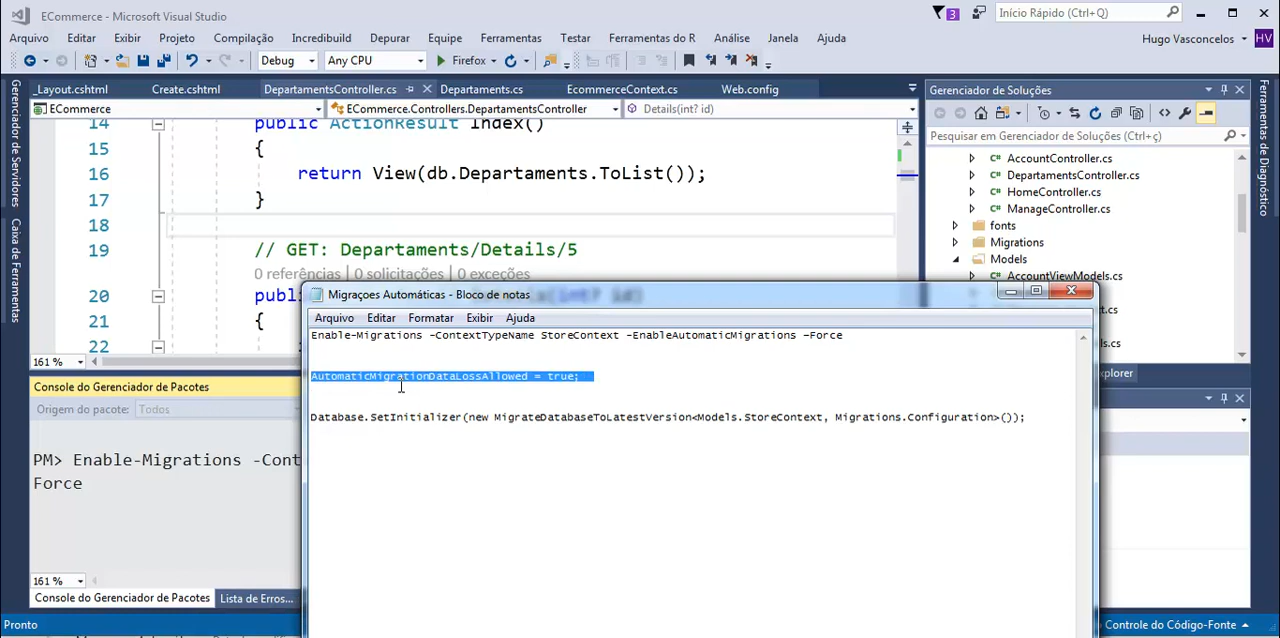 ECommerce - Microsoft Visual Studio
3
Início Rápido (Ctrl+Q)
Arquivo Editar Exibir Projeto Compilação Incredibuild Depurar Equipe Ferramentas Testar Ferramentas do R Análise Janela Ajuda
Hugo Vasconcelos HV
Debug Any CPU Firefox
_Layout.cshtml Create.cshtml DepartamentsController.cs Departaments.cs EcommerceContext.cs Web.config
ECommerce ECommerce.Controllers.DepartamentsController Details(int? id)
14 public ActionResult Index()
15 {
16 return View(db.Departaments.ToList());
17 }
18
19 // GET: Departaments/Details/5
0 referências | 0 solicitações | 0 exceções
20 publi (int? id)
21 {
22
161 %
Gerenciador de Servidores
Caixa de Ferramentas
Gerenciador de Soluções
Pesquisar em Gerenciador de Soluções (Ctrl+ç)
C# AccountController.cs
C# DepartamentsController.cs
C# HomeController.cs
C# ManageController.cs
fonts
Migrations
Models
C# AccountViewModels.cs
t.cs
s.cs
xplorer
Ferramentas de Diagnóstico
Migraçoes Automáticas - Bloco de notas
Arquivo Editar Formatar Exibir Ajuda
Enable-Migrations -ContextTypeName StoreContext -EnableAutomaticMigrations -Force
AutomaticMigrationDataLossAllowed = true;
Database.SetInitializer(new MigrateDatabaseToLatestVersion<Models.StoreContext, Migrations.Configuration>());
Console do Gerenciador de Pacotes
Origem do pacote: Todos
PM> Enable-Migrations -Cont
Force
161 %
Console do Gerenciador de Pacotes Lista de Erros...
Pronto
Controle do Código-Fonte